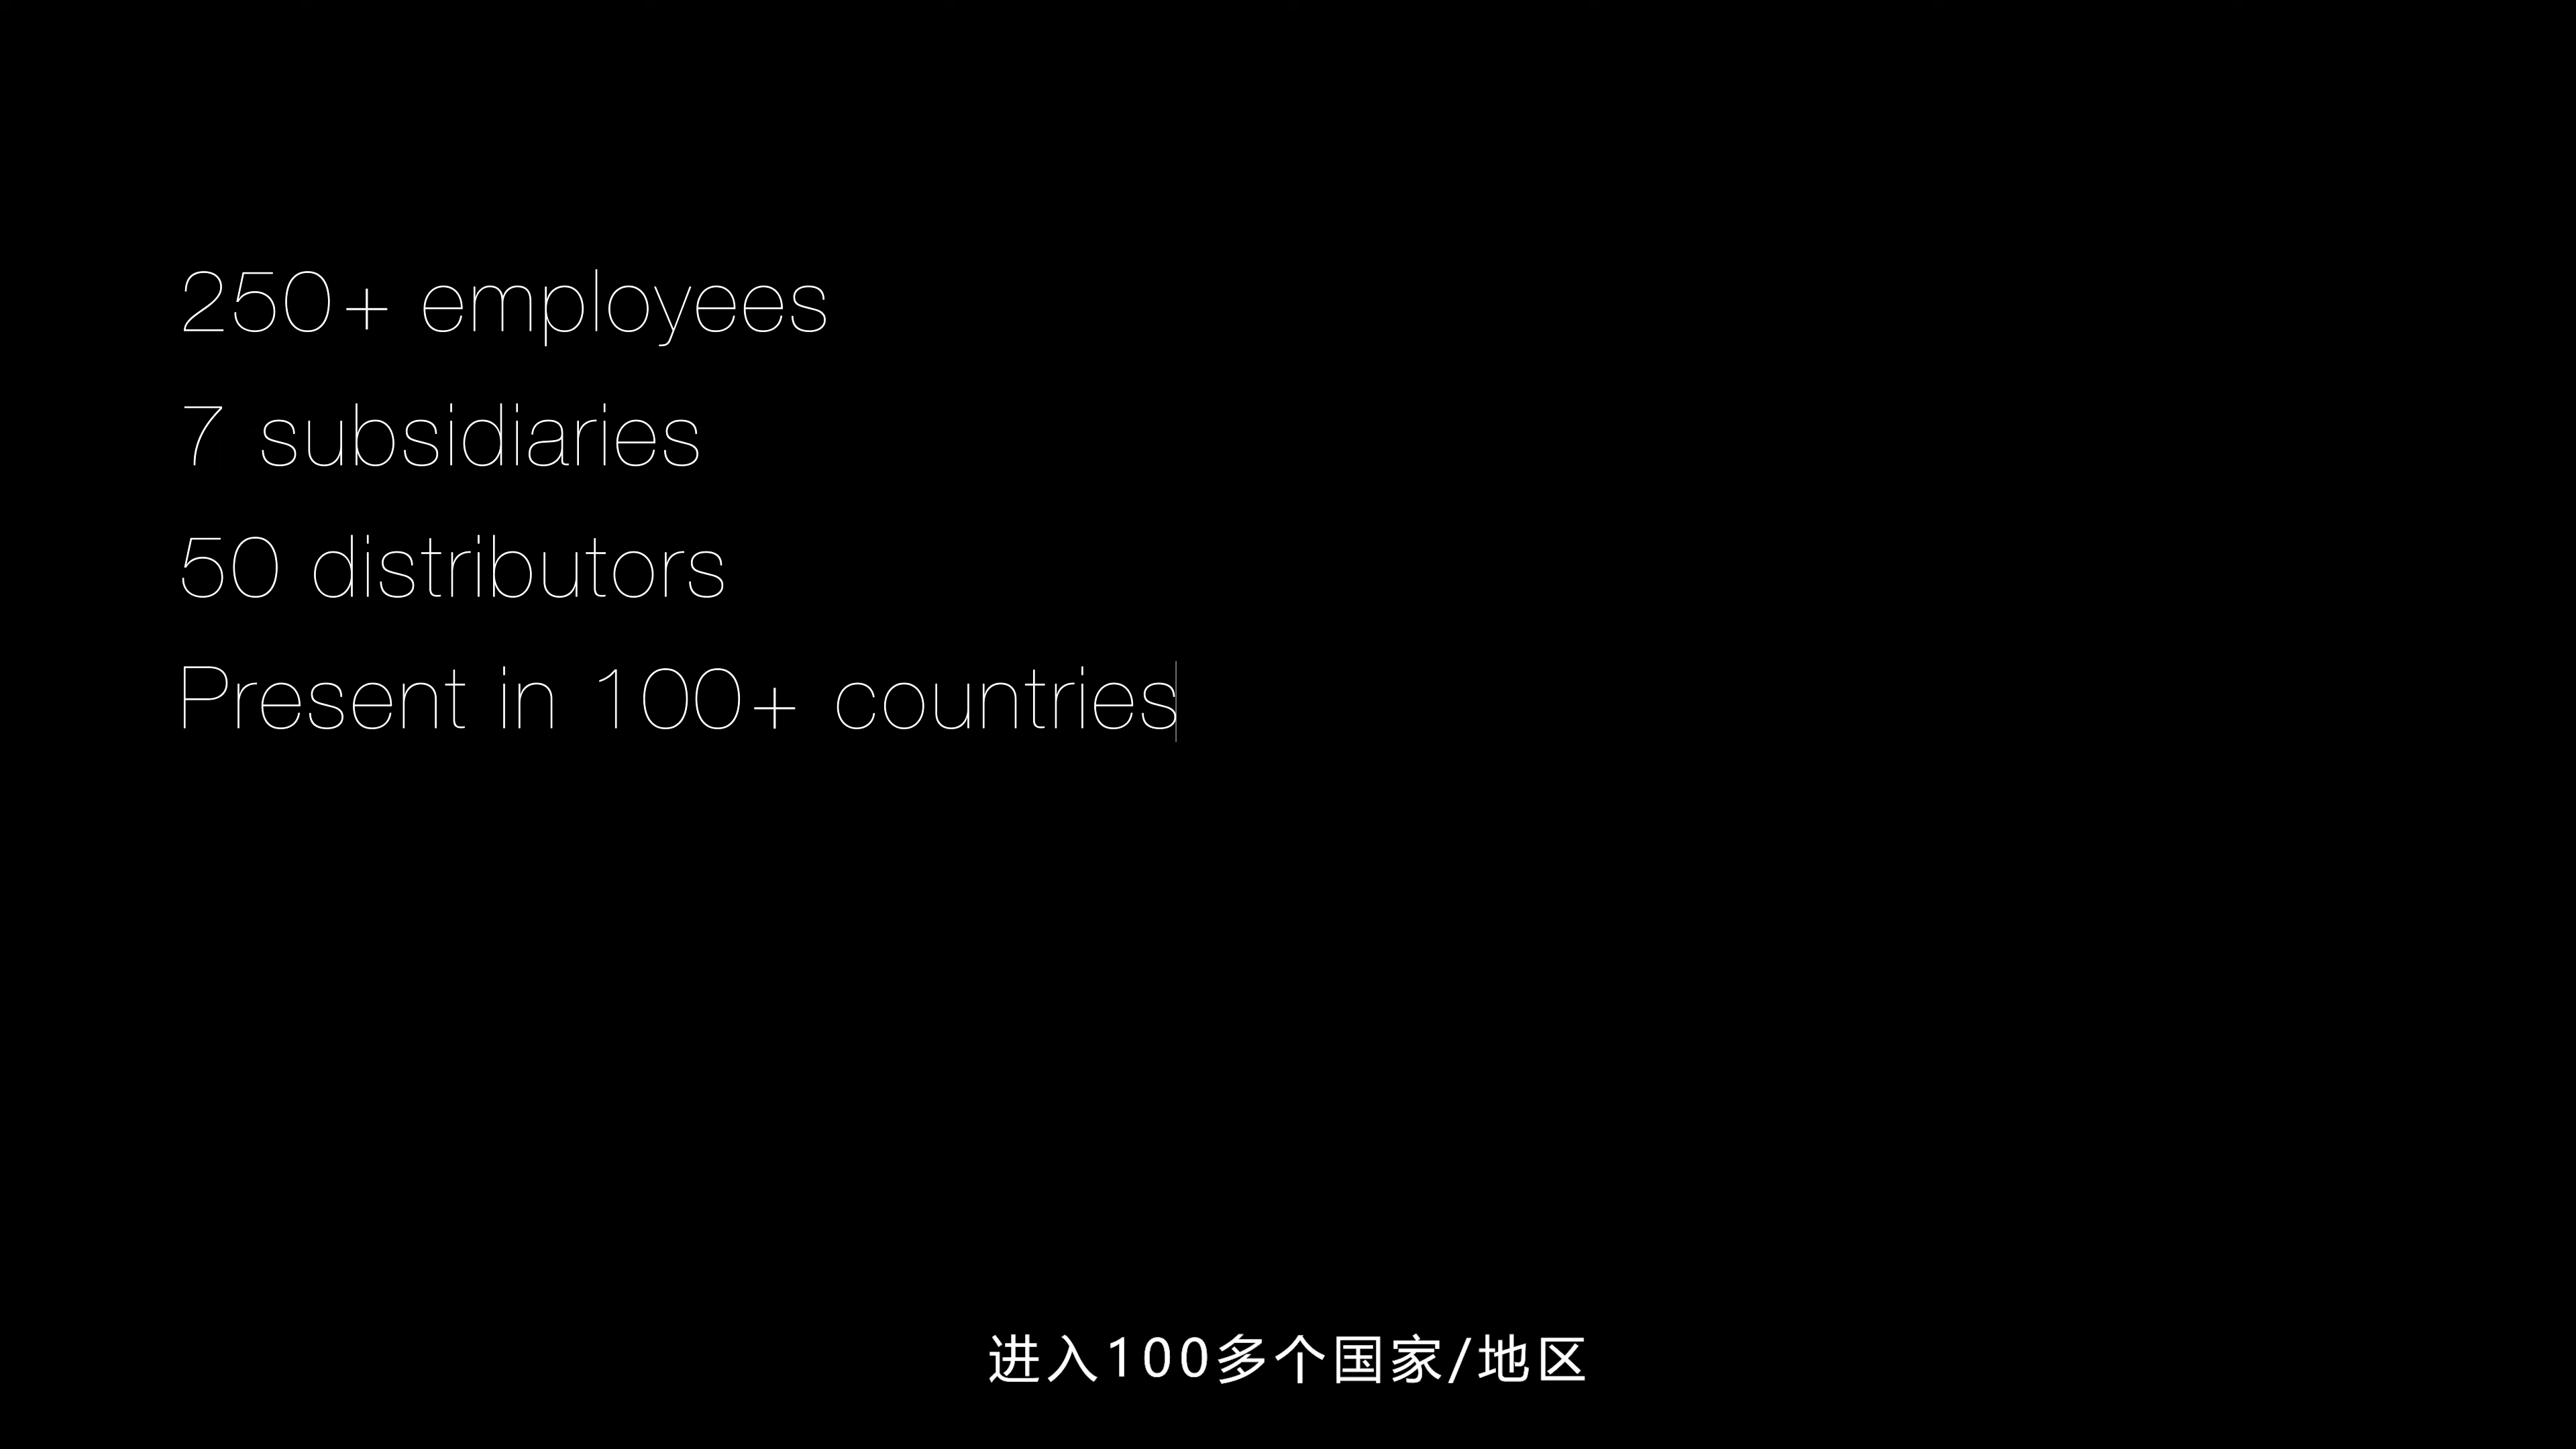 250+ employees
7 subsidiaries
50 distributors
Present in 100+ countries
进入100多个国家/地区